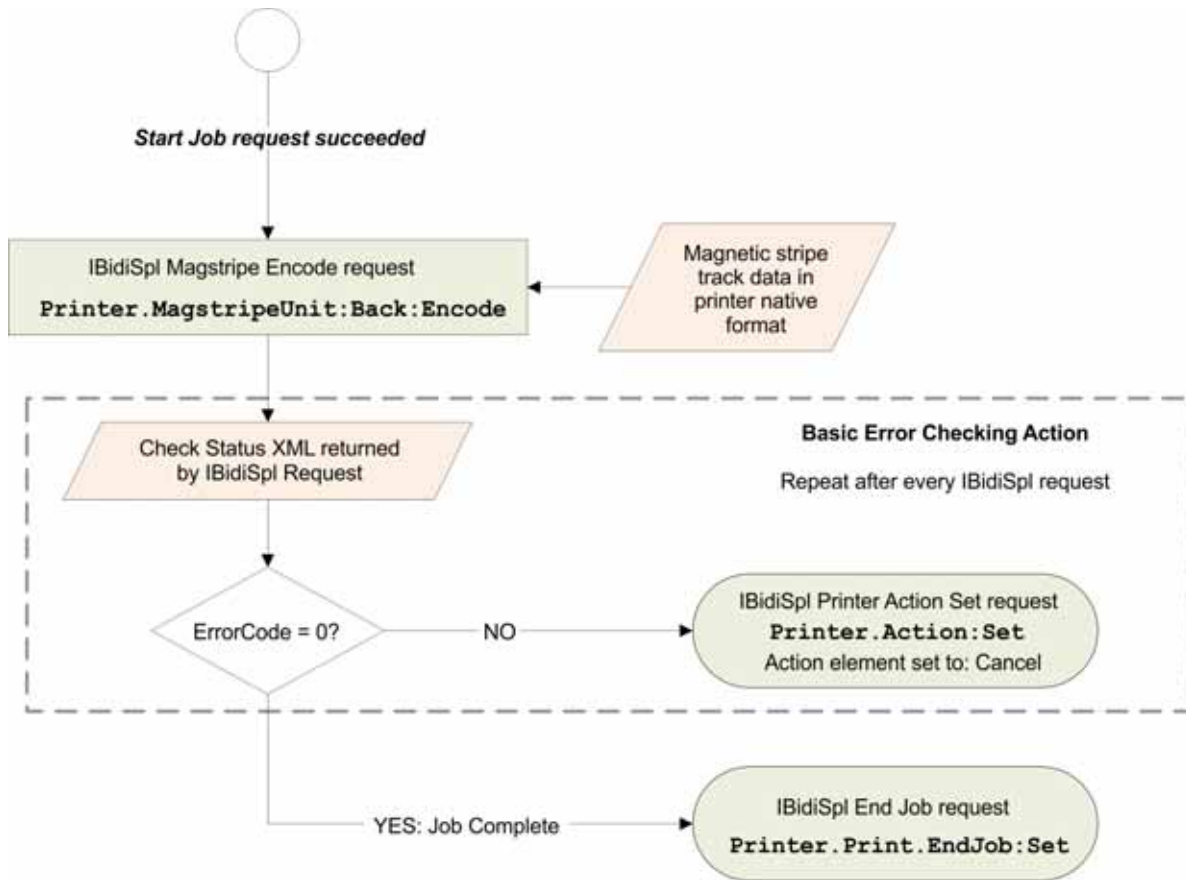 Start Job request succeeded
IBidiSpl Magstripe Encode request
Printer.MagstripeUnit:Back:Encode
Magnetic stripe
track data in
printer native
format
Check Status XML returned
by IBidiSpl Request
Basic Error Checking Action
Repeat after every IBidiSpl request
ErrorCode = 0?
NO
IBidiSpl Printer Action Set request
Printer.Action:Set
Action element set to: Cancel
YES: Job Complete
IBidiSpl End Job request
Printer.Print.EndJob:Set